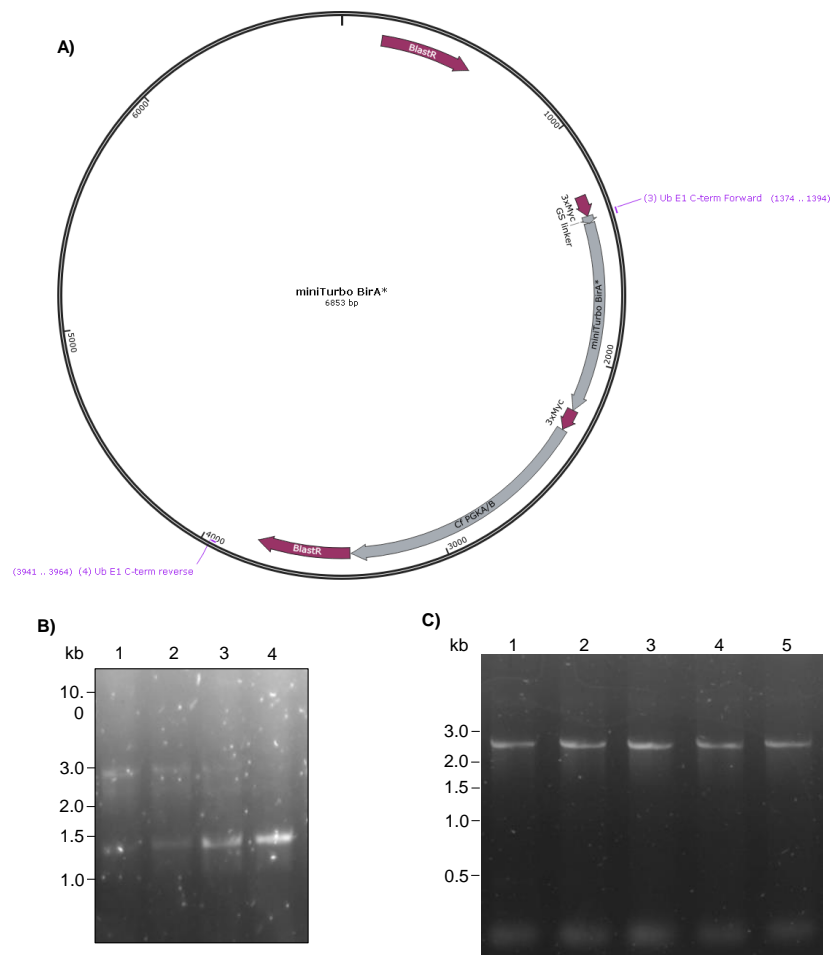 A)
BlastR
1000
(3) Ub E1 C-term Forward (1374 .. 1394)
3xMyc
GS linker
miniTurbo BirA*
2000
3xMyc
Cf PGKA/B
3000
BlastR
4000
(3941 .. 3964) (4) Ub E1 C-term reverse
5000
6000
miniTurbo BirA*
6853 bp
B)
kb 1 2 3 4
10.
0
3.0
2.0
1.5
1.0
C)
kb 1 2 3 4 5
3.0
2.0
1.5
1.0
0.5